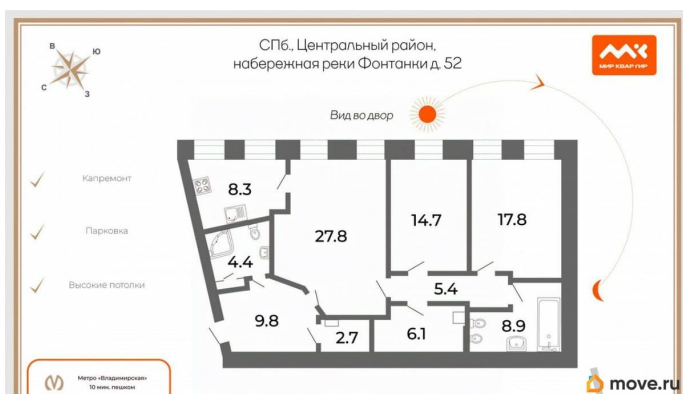 СПб., Центральный район,
набережная реки Фонтанки д. 52
МИР КВАРТИР
В
Ю
С
З
Вид во двор
Капремонт
Парковка
Высокие потолки
8.3
27.8
14.7
17.8
4.4
5.4
9.8
2.7
6.1
8.9
Метро «Владимирская»
10 мин. пешком
move.ru